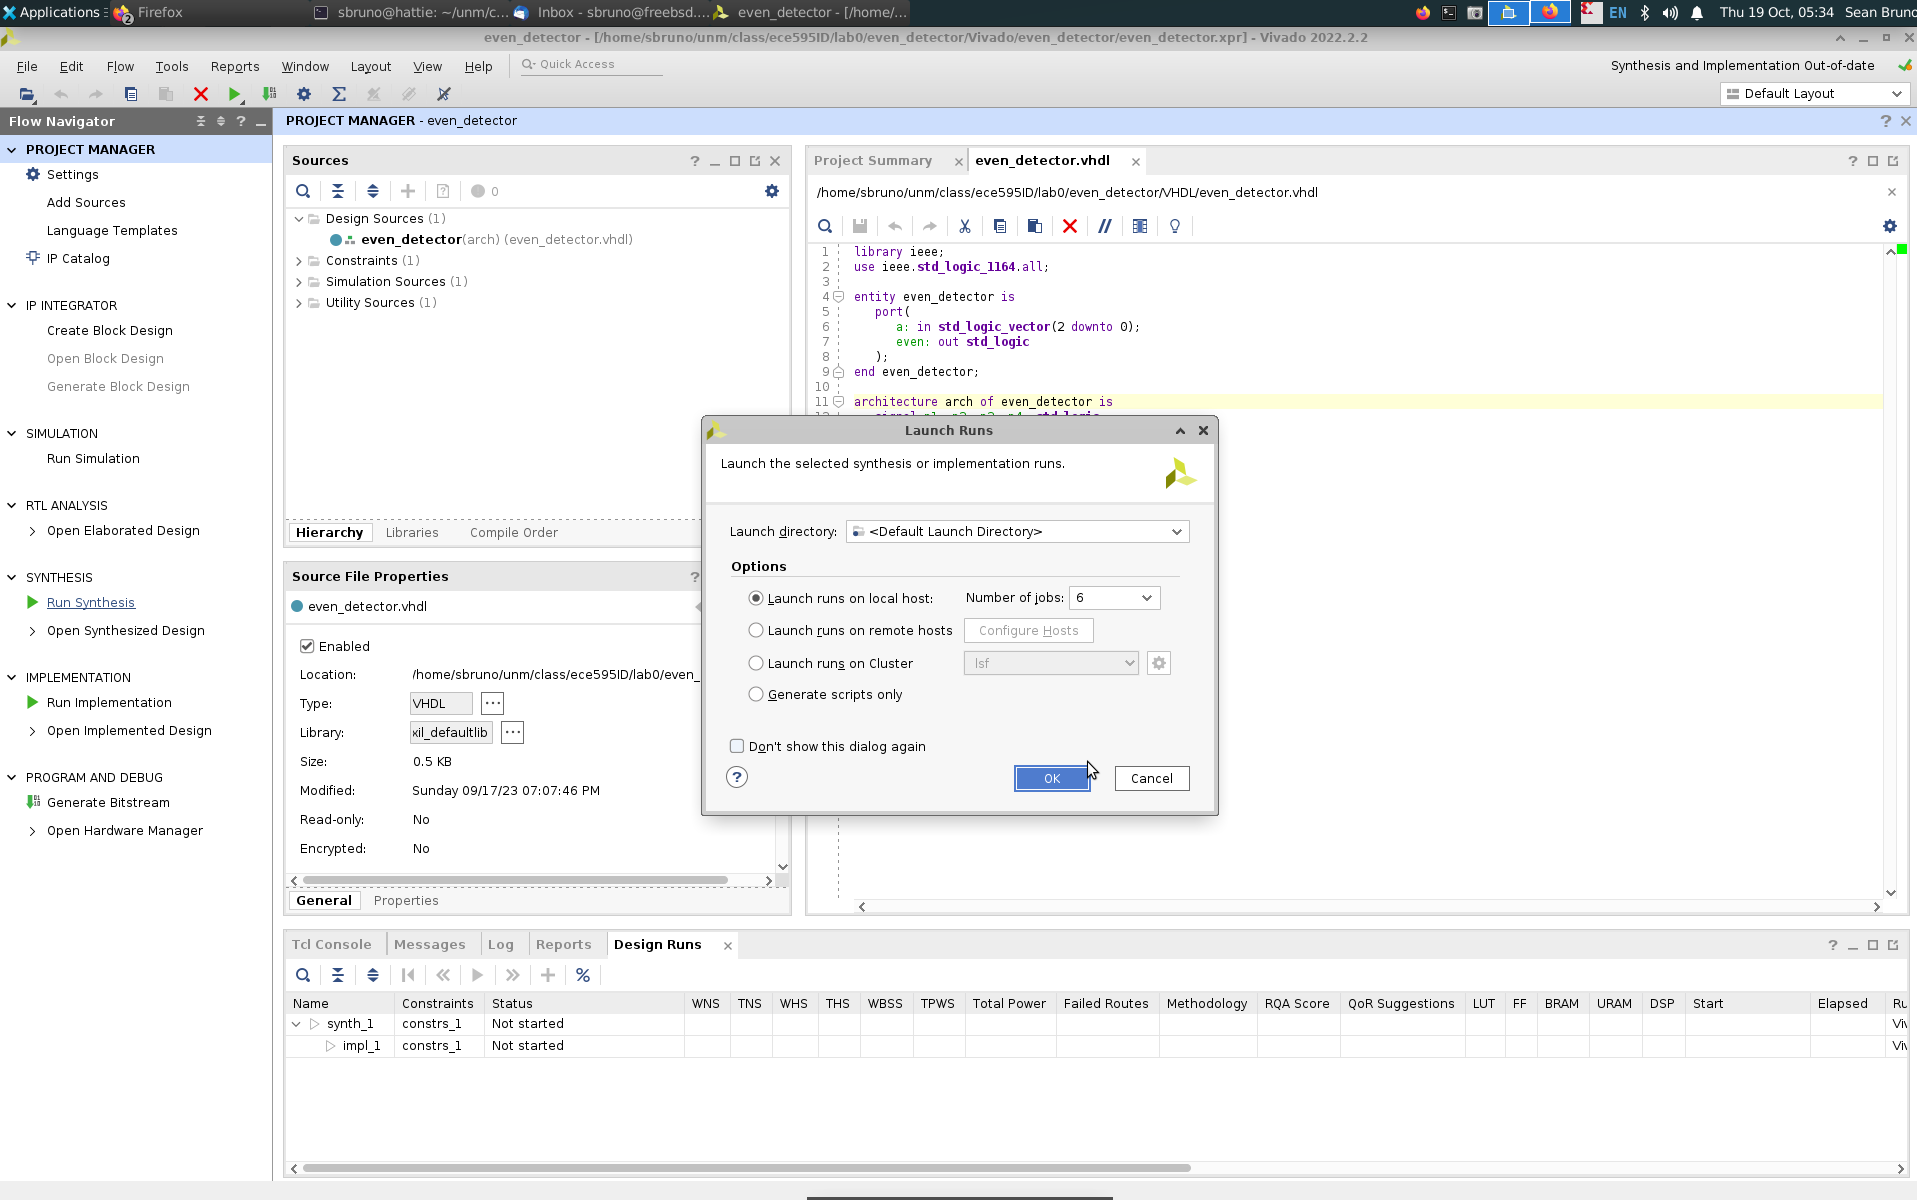 Applications
Firefox
2
sbruno@hattie: ~/unm/c...
Inbox - sbruno@freebsd....
even_detector - [/home/...
EN
Thu 19 Oct, 05:34
Sean Bruno
even_detector - [/home/sbruno/unm/class/ece595ID/lab0/even_detector/Vivado/even_detector/even_detector.xpr] - Vivado 2022.2.2
File Edit Flow Tools Reports Window Layout View Help
Quick Access
Synthesis and Implementation Out-of-date
Default Layout
Flow Navigator
PROJECT MANAGER - even_detector
PROJECT MANAGER
Settings
Add Sources
Language Templates
IP Catalog
IP INTEGRATOR
Create Block Design
Open Block Design
Generate Block Design
SIMULATION
Run Simulation
RTL ANALYSIS
Open Elaborated Design
SYNTHESIS
Run Synthesis
Open Synthesized Design
IMPLEMENTATION
Run Implementation
Open Implemented Design
PROGRAM AND DEBUG
Generate Bitstream
Open Hardware Manager
Sources
0
Design Sources (1)
even_detector(arch) (even_detector.vhdl)
Constraints (1)
Simulation Sources (1)
Utility Sources (1)
Hierarchy Libraries Compile Order
Source File Properties
even_detector.vhdl
Enabled
Location: /home/sbruno/unm/class/ece595ID/lab0/even_
Type: VHDL
Library: xil_defaultlib
Size: 0.5 KB
Modified: Sunday 09/17/23 07:07:46 PM
Read-only: No
Encrypted: No
General Properties
Project Summary even_detector.vhdl
/home/sbruno/unm/class/ece595ID/lab0/even_detector/VHDL/even_detector.vhdl
1 library ieee;
2 use ieee.std_logic_1164.all;
3
4 entity even_detector is
5 port(
6 a: in std_logic_vector(2 downto 0);
7 even: out std_logic
8 );
9 end even_detector;
10
11 architecture arch of even_detector is
Launch Runs
Launch the selected synthesis or implementation runs.
Launch directory: <Default Launch Directory>
Options
Launch runs on local host: Number of jobs: 6
Launch runs on remote hosts Configure Hosts
Launch runs on Cluster lsf
Generate scripts only
Don't show this dialog again
OK Cancel
Tcl Console Messages Log Reports Design Runs
Name Constraints Status WNS TNS WHS THS WBSS TPWS Total Power Failed Routes Methodology RQA Score QoR Suggestions LUT FF BRAM URAM DSP Start Elapsed Ru
synth_1 constrs_1 Not started Viv
impl_1 constrs_1 Not started Viv